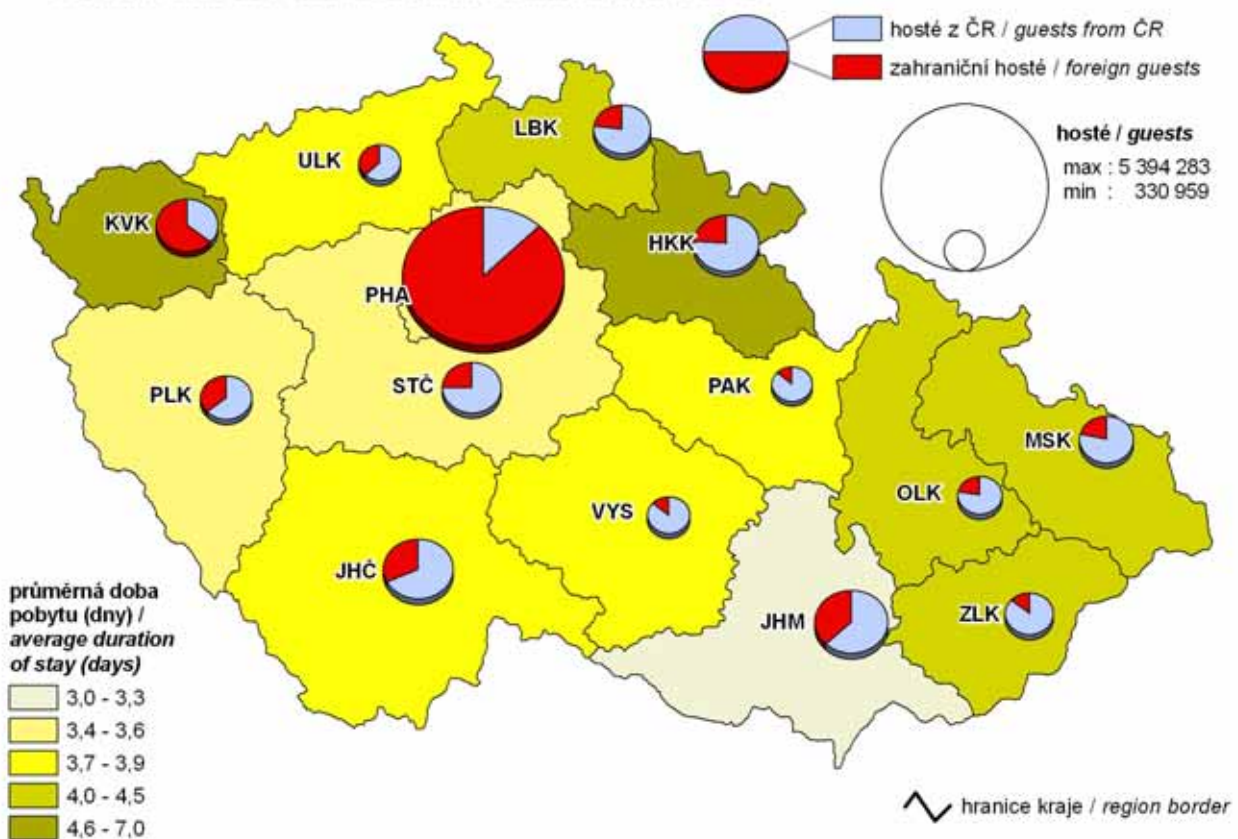 hosté z ČR / guests from ČR
zahraniční hosté / foreign guests
hosté / guests
max : 5 394 283
min : 330 959
LBK
ULK
KVK
HKK
PHA
PLK
STČ
PAK
MSK
OLK
VYS
JHČ
JHM
ZLK
průměrná doba
pobytu (dny) /
average duration
of stay (days)
3,0 - 3,3
3,4 - 3,6
3,7 - 3,9
4,0 - 4,5
4,6 - 7,0
hranice kraje / region border